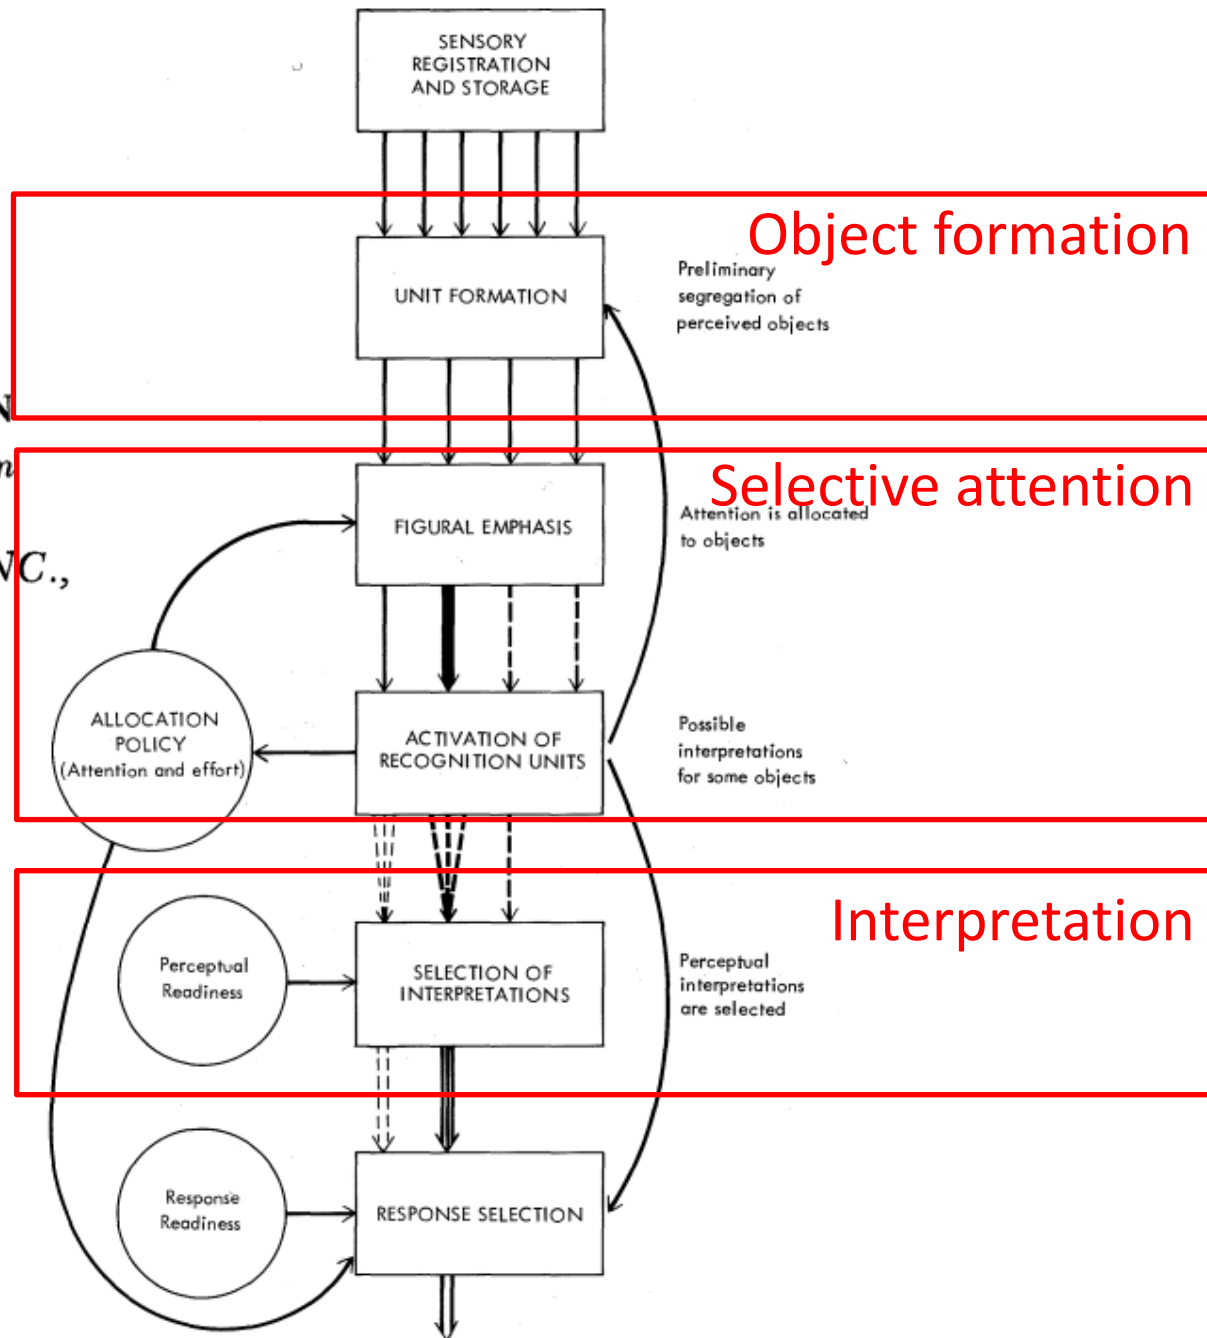 SENSORY
REGISTRATION
AND STORAGE
Object formation
UNIT FORMATION
Preliminary
segregation of
perceived objects
N
n
Selective attention
FIGURAL EMPHASIS
Attention is allocated
to objects
NC.,
ALLOCATION
POLICY
(Attention and effort)
ACTIVATION OF
RECOGNITION UNITS
Possible
interpretations
for some objects
Interpretation
Perceptual
Readiness
SELECTION OF
INTERPRETATIONS
Perceptual
interpretations
are selected
Response
Readiness
RESPONSE SELECTION